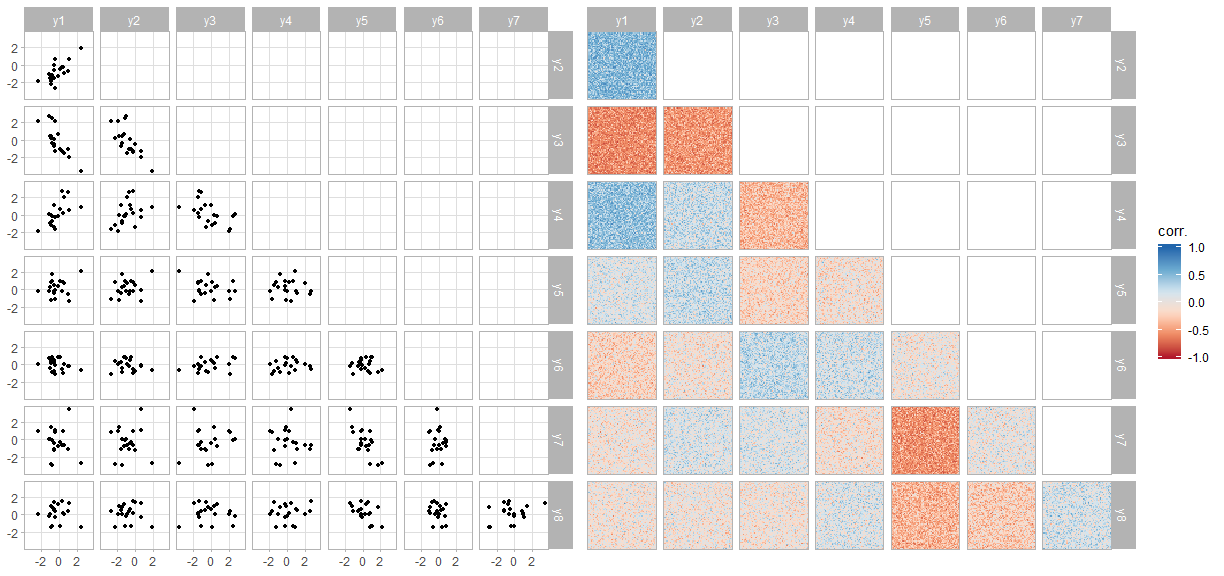 y1 y2 y3 y4 y5 y6 y7
2 0 -2 y2
2 0 -2 y3
2 0 -2 y4
2 0 -2 y5
2 0 -2 y6
2 0 -2 y7
2 0 -2 y8
-2 0 2 -2 0 2 -2 0 2 -2 0 2 -2 0 2 -2 0 2 -2 0 2
y1 y2 y3 y4 y5 y6 y7
y2
y3
y4
y5
y6
y7
y8
corr.
1.0
0.5
0.0
-0.5
-1.0